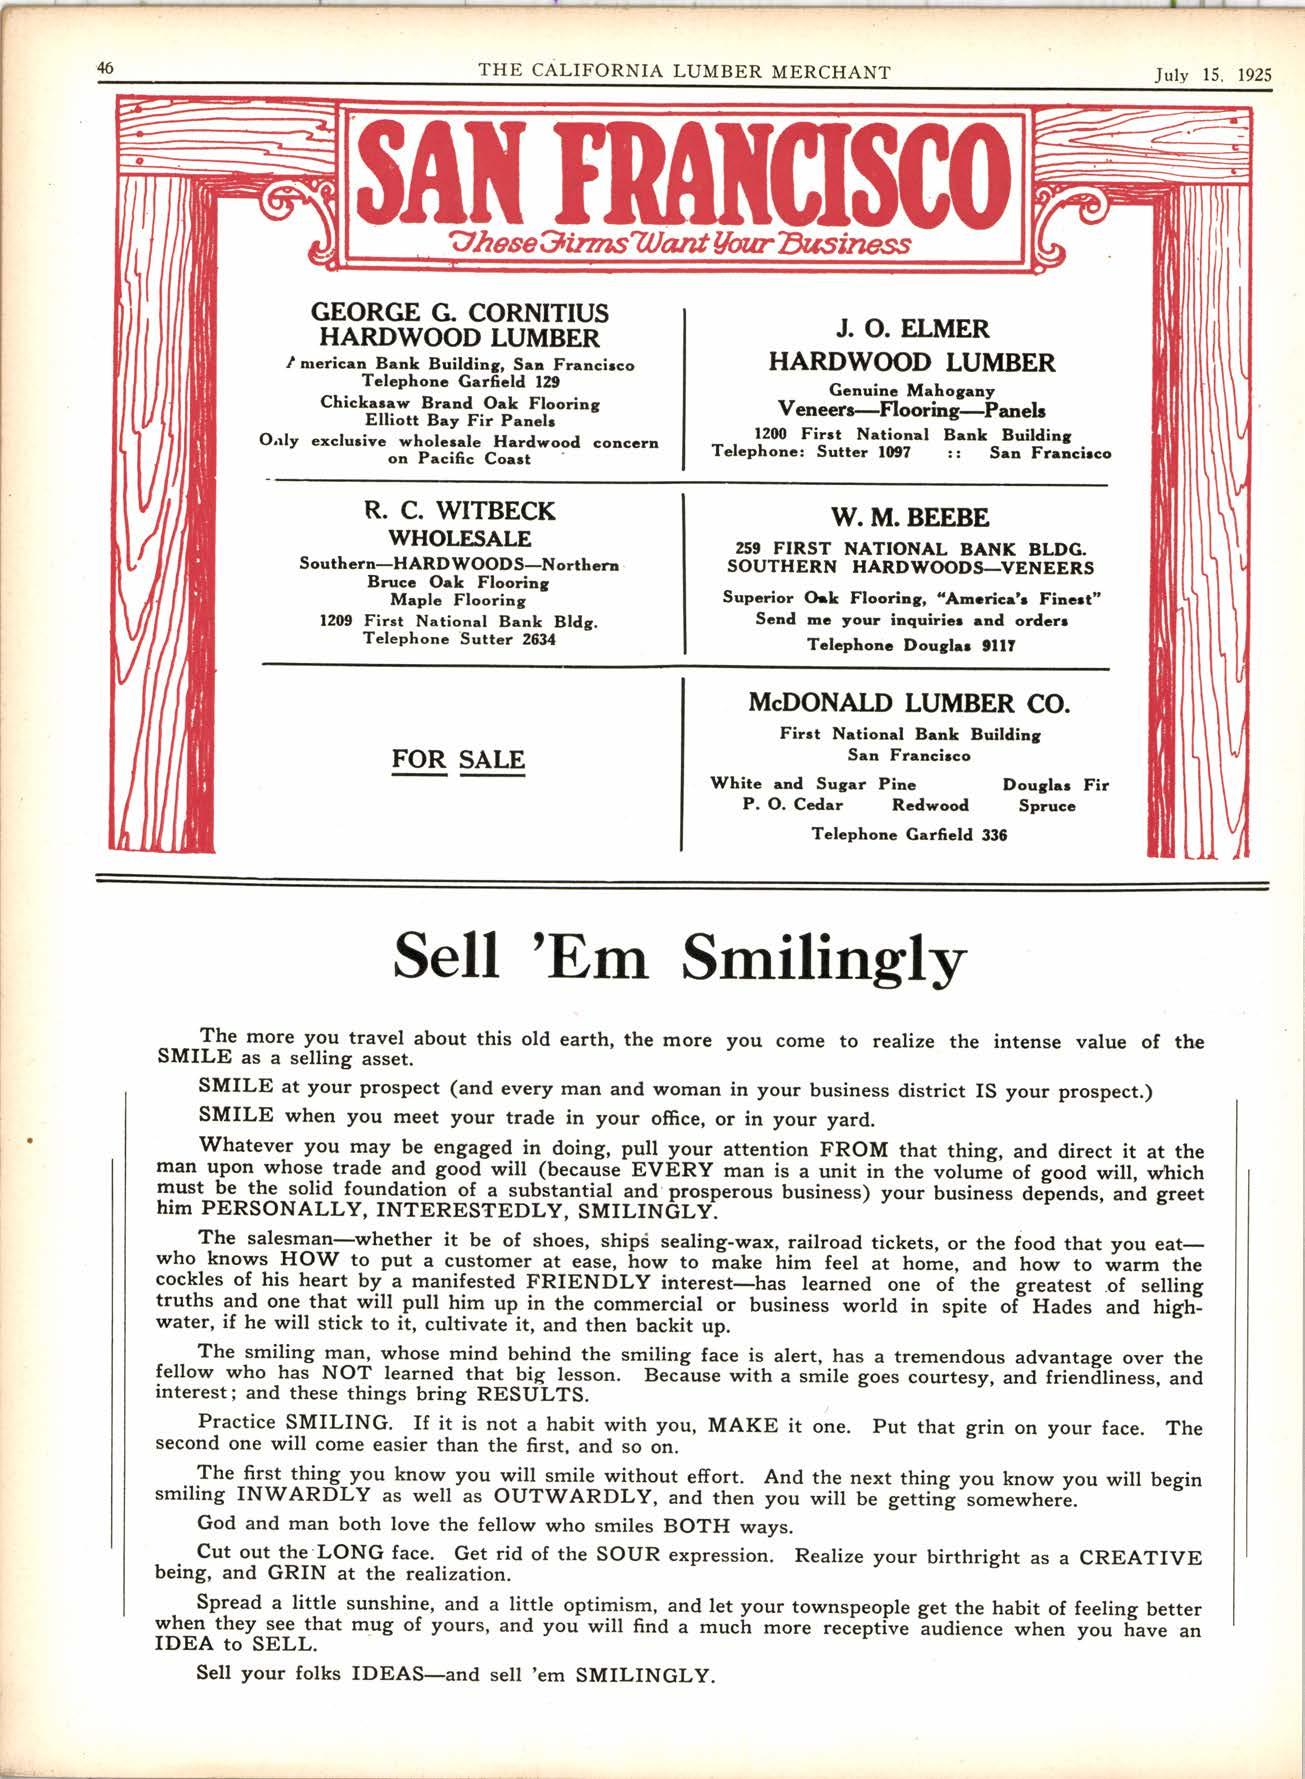 46
THE CALIFORNIA LUMBER MERCHANT
July 15, 1925
SAN FRANCISCO
These Firms Want Your Business
GEORGE G. CORNITIUS
HARDWOOD LUMBER
American Bank Building, San Francisco
Telephone Garfield 129
Chickasaw Brand Oak Flooring
Elliott Bay Fir Panels
Only exclusive wholesale Hardwood concern
on Pacific Coast
J. O. ELMER
HARDWOOD LUMBER
Genuine Mahogany
Veneers—Flooring—Panels
1200 First National Bank Building
Telephone: Sutter 1097 :: San Francisco
R. C. WITBECK
WHOLESALE
Southern—HARDWOODS—Northern
Bruce Oak Flooring
Maple Flooring
1209 First National Bank Bldg.
Telephone Sutter 2634
W. M. BEEBE
259 FIRST NATIONAL BANK BLDG.
SOUTHERN HARDWOODS—VENEERS
Superior Oak Flooring, "America's Finest"
Send me your inquiries and orders
Telephone Douglas 9117
FOR SALE
McDONALD LUMBER CO.
First National Bank Building
San Francisco
White and Sugar Pine Douglas Fir
P. O. Cedar Redwood Spruce
Telephone Garfield 336
Sell 'Em Smilingly
The more you travel about this old earth, the more you come to realize the intense value of the
SMILE as a selling asset.
SMILE at your prospect (and every man and woman in your business district IS your prospect.)
SMILE when you meet your trade in your office, or in your yard.
Whatever you may be engaged in doing, pull your attention FROM that thing, and direct it at the
man upon whose trade and good will (because EVERY man is a unit in the volume of good will, which
must be the solid foundation of a substantial and prosperous business) your business depends, and greet
him PERSONALLY, INTERESTEDLY, SMILINGLY.
The salesman—whether it be of shoes, ships sealing-wax, railroad tickets, or the food that you eat—
who knows HOW to put a customer at ease, how to make him feel at home, and how to warm the
cockles of his heart by a manifested FRIENDLY interest—has learned one of the greatest of selling
truths and one that will pull him up in the commercial or business world in spite of Hades and high-
water, if he will stick to it, cultivate it, and then backit up.
The smiling man, whose mind behind the smiling face is alert, has a tremendous advantage over the
fellow who has NOT learned that big lesson. Because with a smile goes courtesy, and friendliness, and
interest; and these things bring RESULTS.
Practice SMILING. If it is not a habit with you, MAKE it one. Put that grin on your face. The
second one will come easier than the first, and so on.
The first thing you know you will smile without effort. And the next thing you know you will begin
smiling INWARDLY as well as OUTWARDLY, and then you will be getting somewhere.
God and man both love the fellow who smiles BOTH ways.
Cut out the LONG face. Get rid of the SOUR expression. Realize your birthright as a CREATIVE
being, and GRIN at the realization.
Spread a little sunshine, and a little optimism, and let your townspeople get the habit of feeling better
when they see that mug of yours, and you will find a much more receptive audience when you have an
IDEA to SELL.
Sell your folks IDEAS—and sell 'em SMILINGLY.